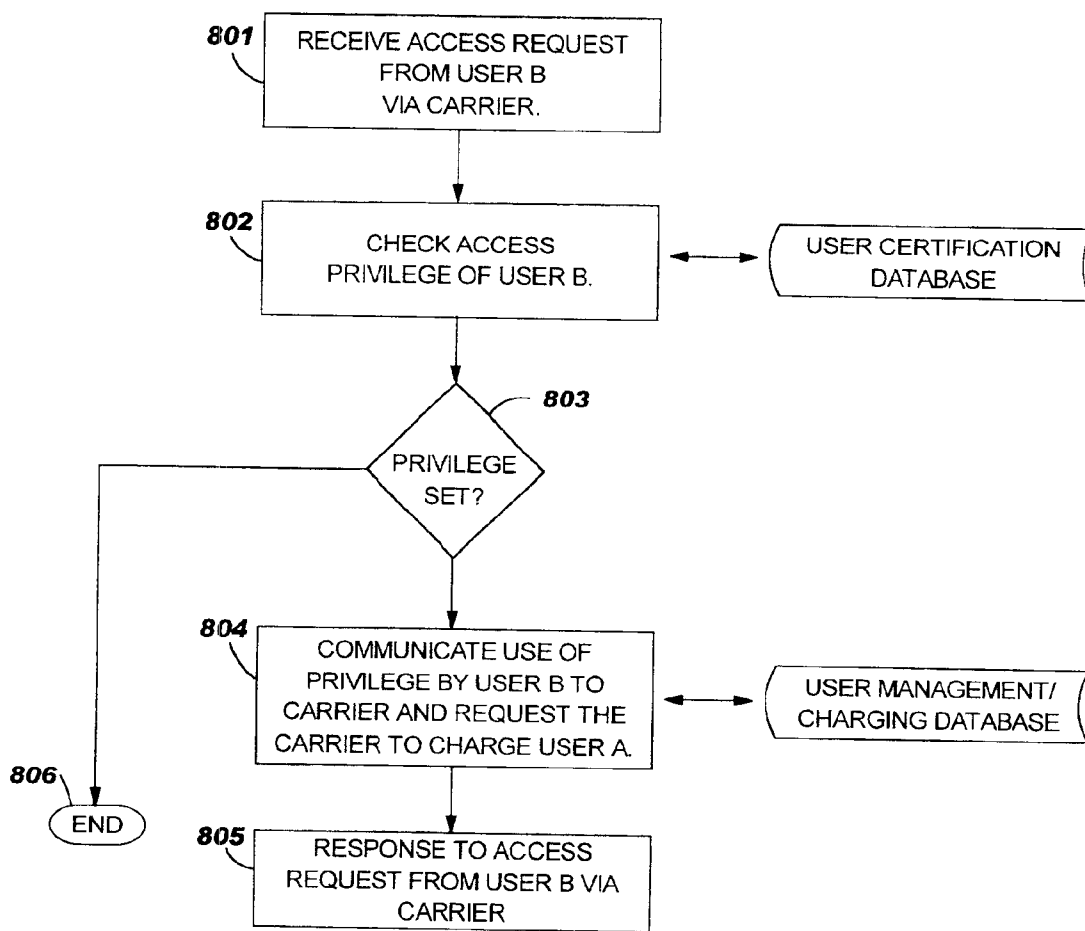 801
RECEIVE ACCESS REQUEST
FROM USER B
VIA CARRIER.
802
CHECK ACCESS
PRIVILEGE OF USER B.
USER CERTIFICATION
DATABASE
803
PRIVILEGE
SET?
804
COMMUNICATE USE OF
PRIVILEGE BY USER B TO
CARRIER AND REQUEST THE
CARRIER TO CHARGE USER A.
USER MANAGEMENT/
CHARGING DATABASE
806
END
805
RESPONSE TO ACCESS
REQUEST FROM USER B VIA
CARRIER